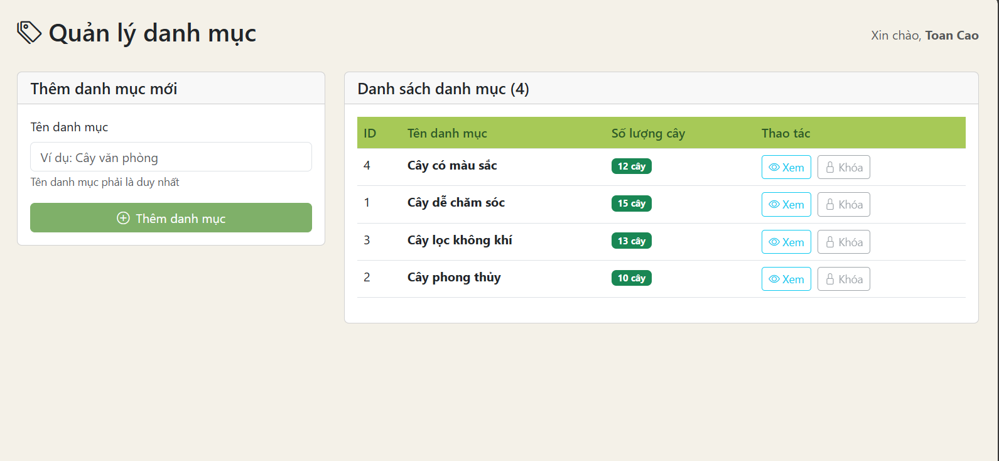 Quản lý danh mục
Xin chào, Toan Cao
Thêm danh mục mới
Tên danh mục
Ví dụ: Cây văn phòng
Tên danh mục phải là duy nhất
Thêm danh mục
Danh sách danh mục (4)
ID Tên danh mục Số lượng cây Thao tác
4 Cây có màu sắc 12 cây Xem Khóa
1 Cây dễ chăm sóc 15 cây Xem Khóa
3 Cây lọc không khí 13 cây Xem Khóa
2 Cây phong thủy 10 cây Xem Khóa